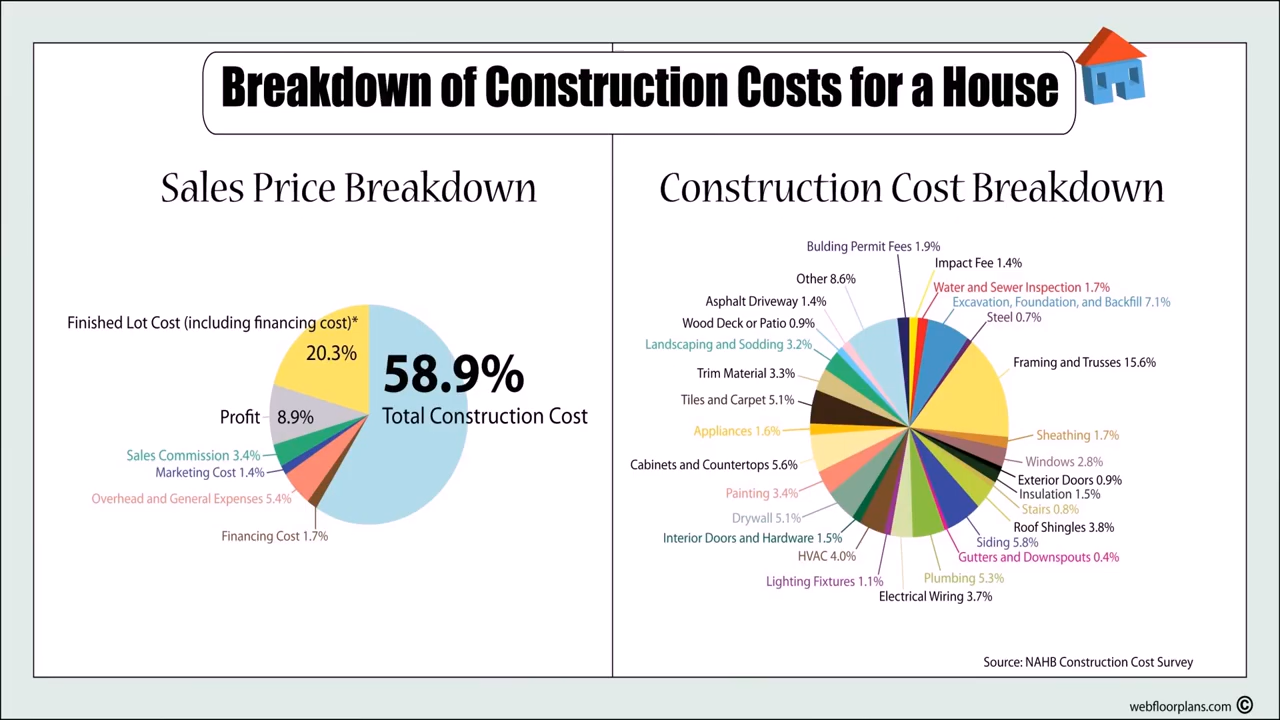 Breakdown of Construction Costs for a House
Sales Price Breakdown
Finished Lot Cost (including financing cost)*
20.3%
58.9%
Total Construction Cost
Profit 8.9%
Sales Commission 3.4%
Marketing Cost 1.4%
Overhead and General Expenses 5.4%
Financing Cost 1.7%
Construction Cost Breakdown
Bulding Permit Fees 1.9%
Impact Fee 1.4%
Water and Sewer Inspection 1.7%
Excavation, Foundation, and Backfill 7.1%
Steel 0.7%
Framing and Trusses 15.6%
Sheathing 1.7%
Windows 2.8%
Exterior Doors 0.9%
Insulation 1.5%
Stairs 0.8%
Roof Shingles 3.8%
Siding 5.8%
Gutters and Downspouts 0.4%
Plumbing 5.3%
Electrical Wiring 3.7%
Lighting Fixtures 1.1%
HVAC 4.0%
Interior Doors and Hardware 1.5%
Drywall 5.1%
Painting 3.4%
Cabinets and Countertops 5.6%
Appliances 1.6%
Tiles and Carpet 5.1%
Trim Material 3.3%
Landscaping and Sodding 3.2%
Wood Deck or Patio 0.9%
Asphalt Driveway 1.4%
Other 8.6%
Source: NAHB Construction Cost Survey
webfloorplans.com ©